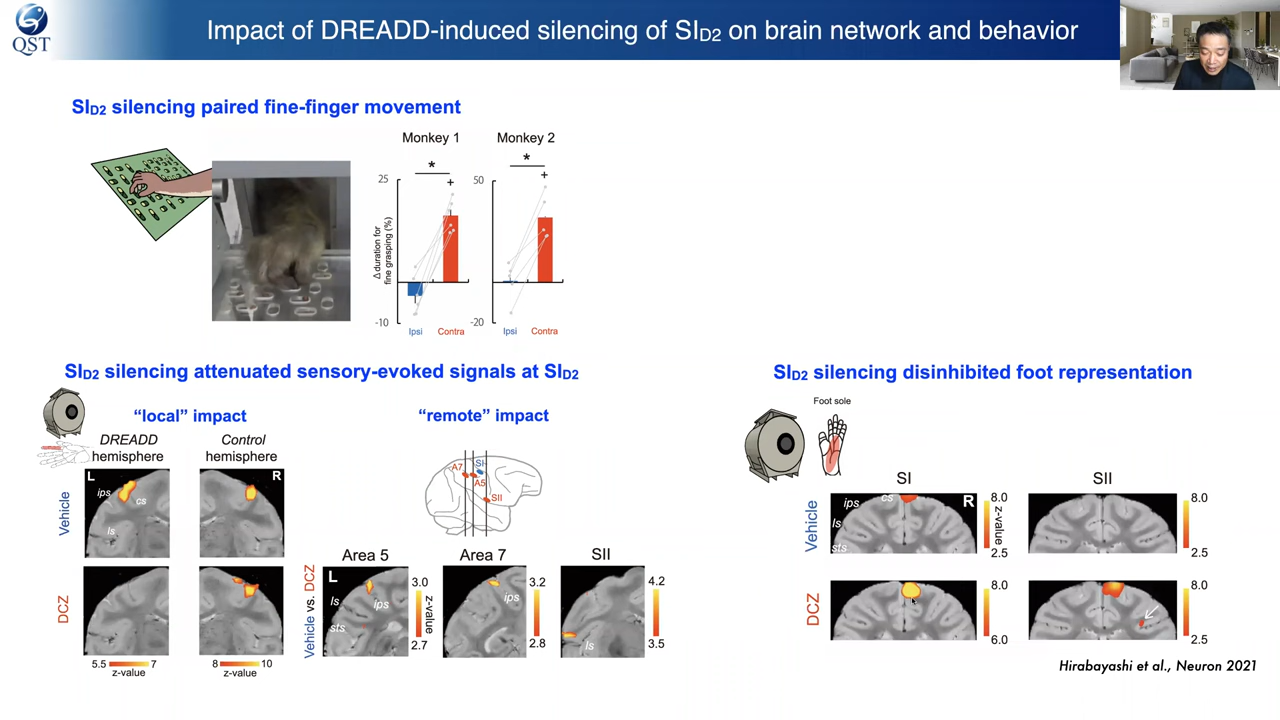 QST
Impact of DREADD-induced silencing of SID2 on brain network and behavior
SID2 silencing paired fine-finger movement
Monkey 1
Monkey 2
*
*
+
+
25
-10
50
-20
Δ duration for
fine grasping (%)
Ipsi
Contra
Ipsi
Contra
SID2 silencing attenuated sensory-evoked signals at SID2
“local” impact
“remote” impact
DREADD
hemisphere
Control
hemisphere
Vehicle
L
ips
cs
ls
R
DCZ
5.5
7
z-value
8
10
z-value
A7
SI
A5
SII
Area 5
Area 7
SII
Vehicle vs. DCZ
L
ls
ips
sts
3.0
z-value
2.7
ips
3.2
2.8
ls
4.2
3.5
SID2 silencing disinhibited foot representation
Foot sole
SI
SII
Vehicle
ips
cs
R
ls
sts
8.0
z-value
2.5
8.0
2.5
DCZ
8.0
6.0
8.0
2.5
Hirabayashi et al., Neuron 2021